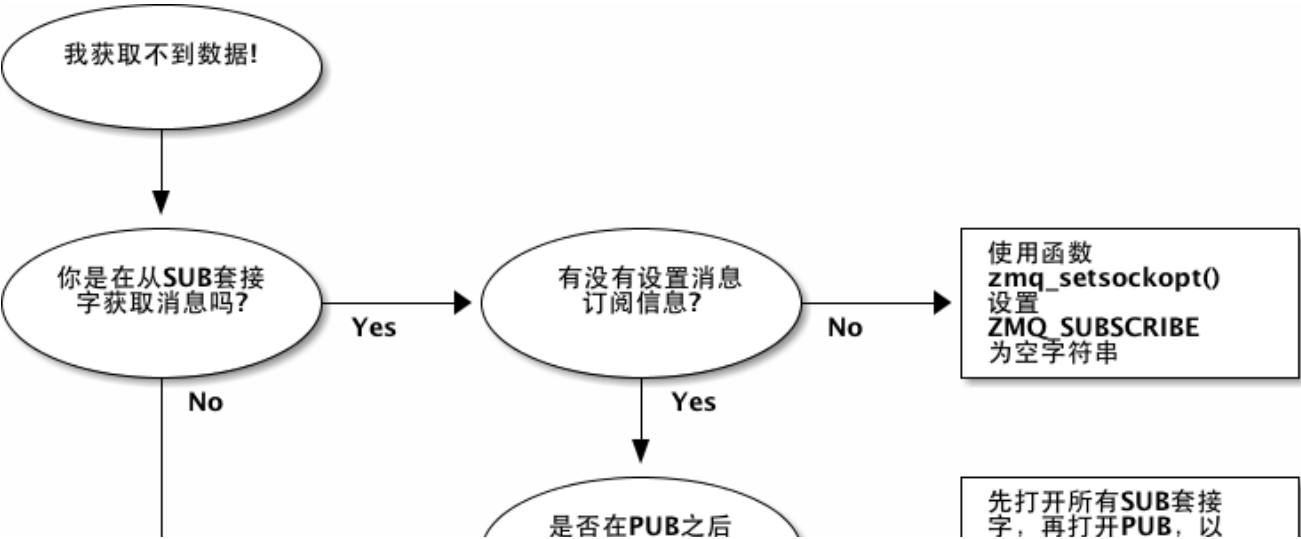 我获取不到数据!
你是在从SUB套接
字获取消息吗?
Yes
有没有设置消息
订阅信息?
No
使用函数
zmq_setsockopt()
设置
ZMQ_SUBSCRIBE
为空字符串
No
Yes
是否在PUB之后
先打开所有SUB套接
字，再打开PUB，以